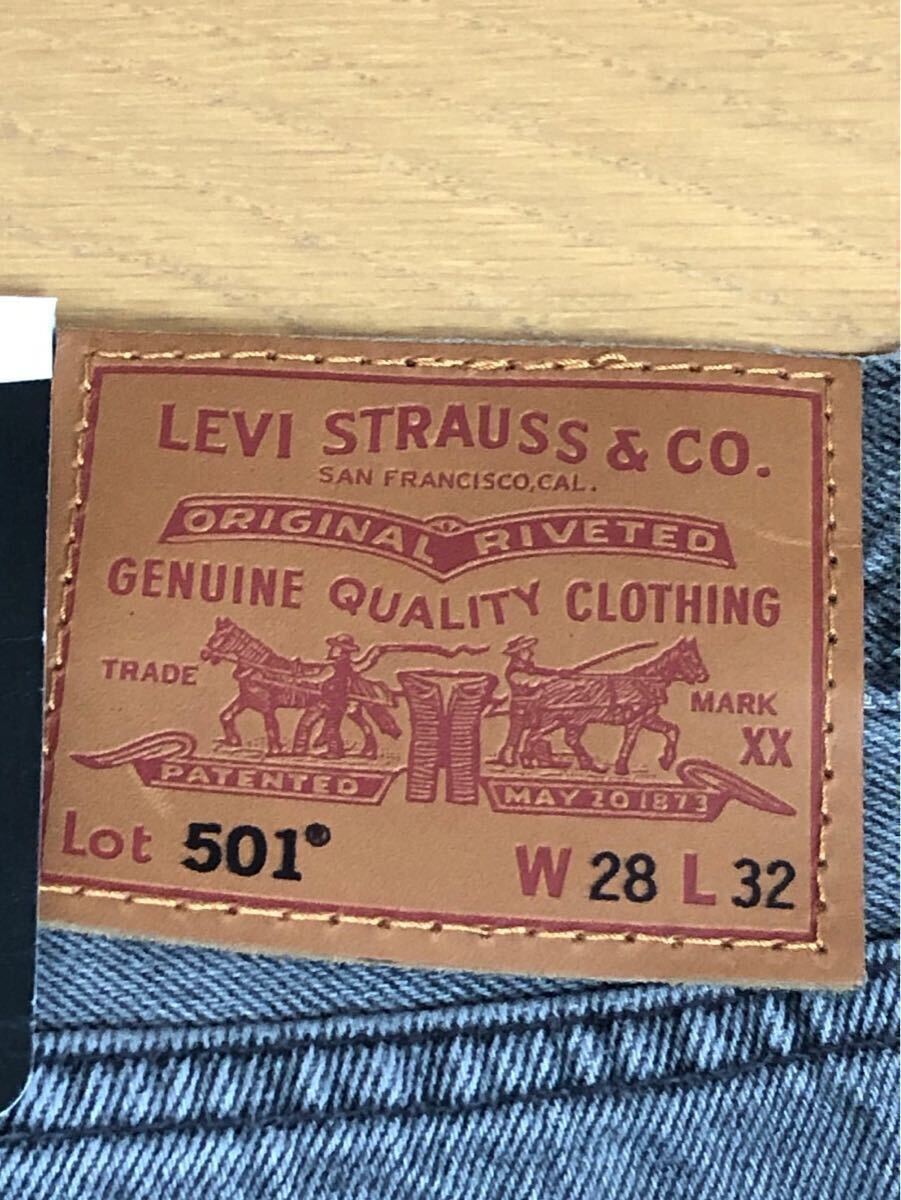 LEVI STRAUSS & CO.
SAN FRANCISCO, CAL.
ORIGINAL RIVETED
GENUINE QUALITY CLOTHING
TRADE MARK
XX
PATENTED MAY 20 1873
Lot 501® W 28 L 32